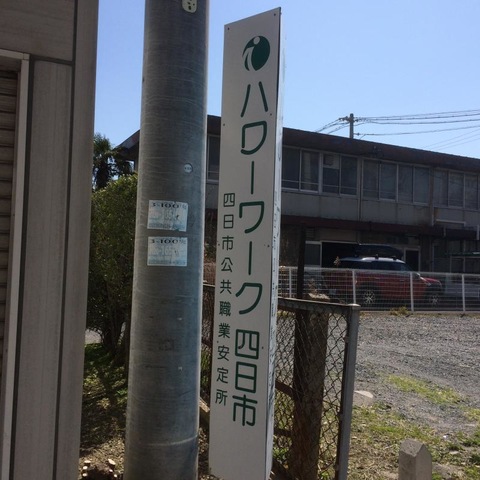 ハローワーク 四日市
四日市公共職業安定所